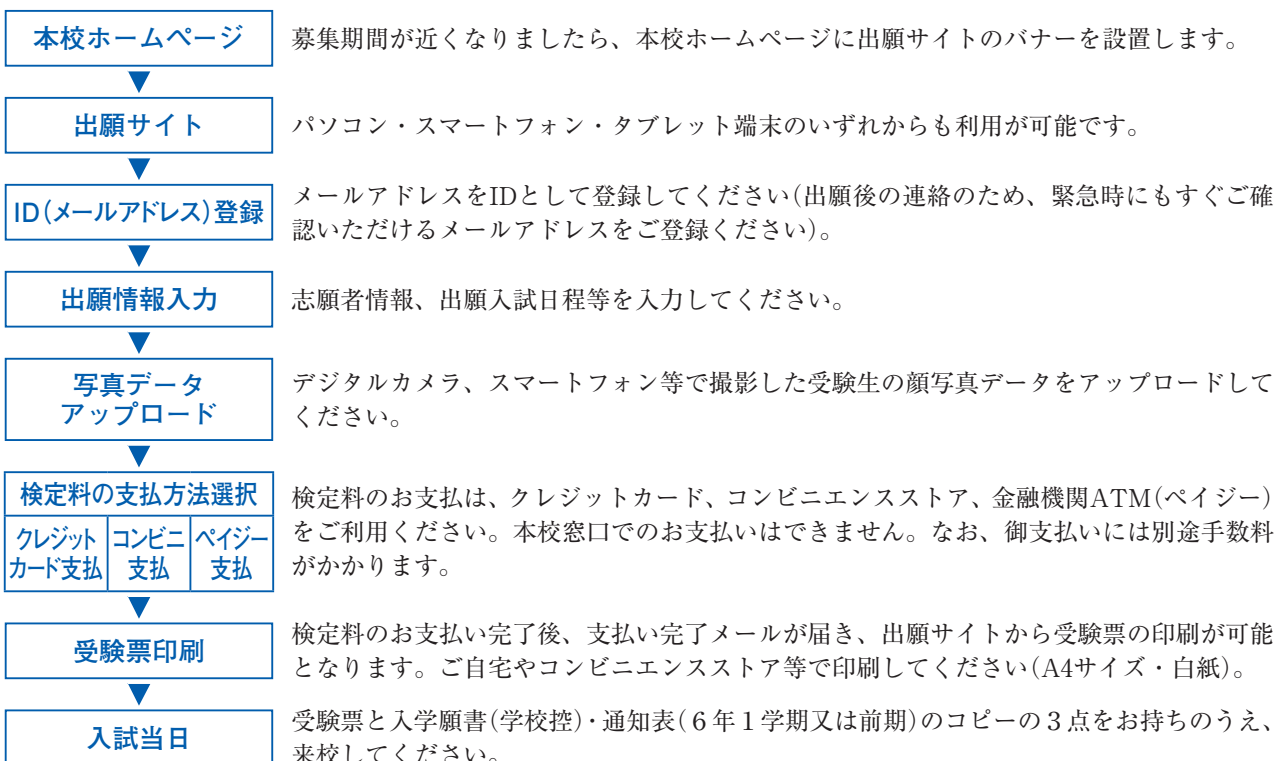 本校ホームページ
募集期間が近くなりましたら、本校ホームページに出願サイトのバナーを設置します。
出願サイト
パソコン・スマートフォン・タブレット端末のいずれからも利用が可能です。
ID(メールアドレス)登録
メールアドレスをIDとして登録してください(出願後の連絡のため、緊急時にもすぐご確
認いただけるメールアドレスをご登録ください)。
出願情報入力
志願者情報、出願入試日程等を入力してください。
写真データ
アップロード
デジタルカメラ、スマートフォン等で撮影した受験生の顔写真データをアップロードして
ください。
検定料の支払方法選択
クレジット
カード支払
コンビニ
支払
ペイジー
支払
検定料のお支払は、クレジットカード、コンビニエンスストア、金融機関ATM(ペイジー)
をご利用ください。本校窓口でのお支払いはできません。なお、御支払いには別途手数料
がかかります。
受験票印刷
検定料のお支払い完了後、支払い完了メールが届き、出願サイトから受験票の印刷が可能
となります。ご自宅やコンビニエンスストア等で印刷してください(A4サイズ・白紙)。
入試当日
受験票と入学願書(学校控)・通知表(6年1学期又は前期)のコピーの3点をお持ちのうえ、
来校してください。